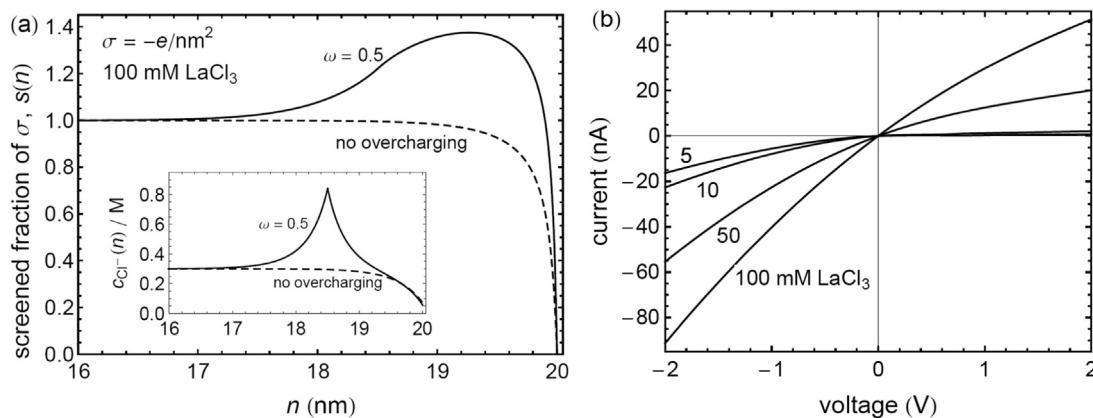 (a)
σ = −e/nm²
100 mM LaCl₃
ω = 0.5
no overcharging
screened fraction of σ, s(n)
1.4
1.2
1.0
0.8
0.6
0.4
0.2
0.0
16 17 18 19 20
n (nm)
c_Cl⁻(n) / M
0.8
0.6
0.4
0.2
0.0
ω = 0.5
no overcharging
16 17 18 19 20
(b)
current (nA)
40
20
0
−20
−40
−60
−80
5
10
50
100 mM LaCl₃
−2 −1 0 1 2
voltage (V)